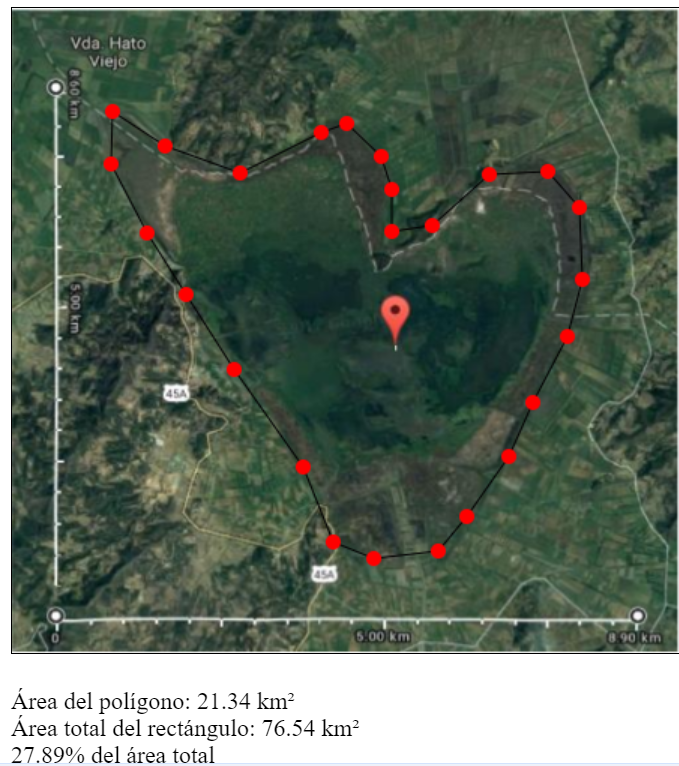 Vda. Hato
Viejo
8.60 km
5.00 km
45A
45A
0
5.00 km
8.90 km
Área del polígono: 21.34 km²
Área total del rectángulo: 76.54 km²
27.89% del área total